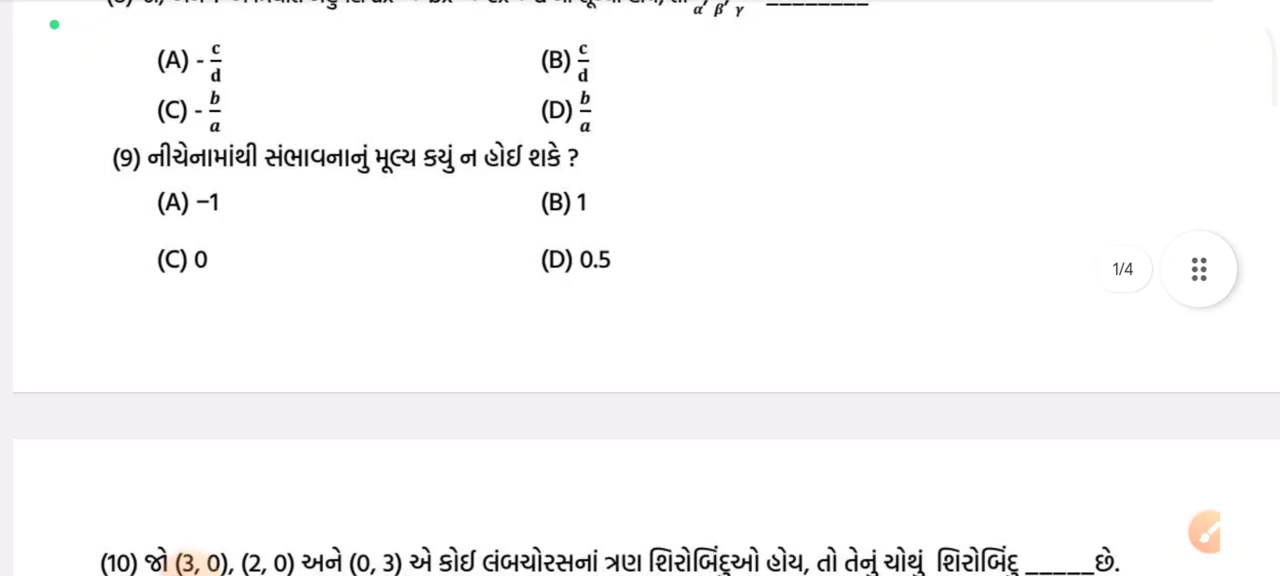 α β γ
(A) - c/d (B) c/d
(C) - b/a (D) b/a
(9) નીચેનામાંથી સંભાવનાનું મૂલ્ય કયું ન હોઈ શકે ?
(A) –1 (B) 1
(C) 0 (D) 0.5
1/4
(10) જો (3, 0), (2, 0) અને (0, 3) એ કોઈ લંબચોરસનાં ત્રણ શિરોબિંદુઓ હોય, તો તેનું ચોથું શિરોબિંદુ _____છે.